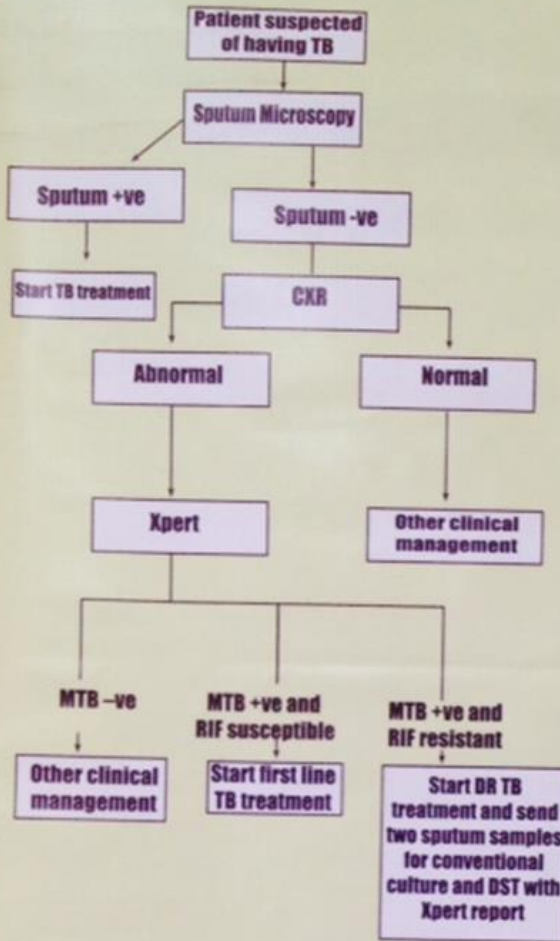 Patient suspected
of having TB
Sputum Microscopy
Sputum +ve
Sputum -ve
Start TB treatment
CXR
Abnormal
Normal
Xpert
Other clinical
management
MTB –ve
MTB +ve and
RIF susceptible
MTB +ve and
RIF resistant
Other clinical
management
Start first line
TB treatment
Start DR TB
treatment and send
two sputum samples
for conventional
culture and DST with
Xpert report